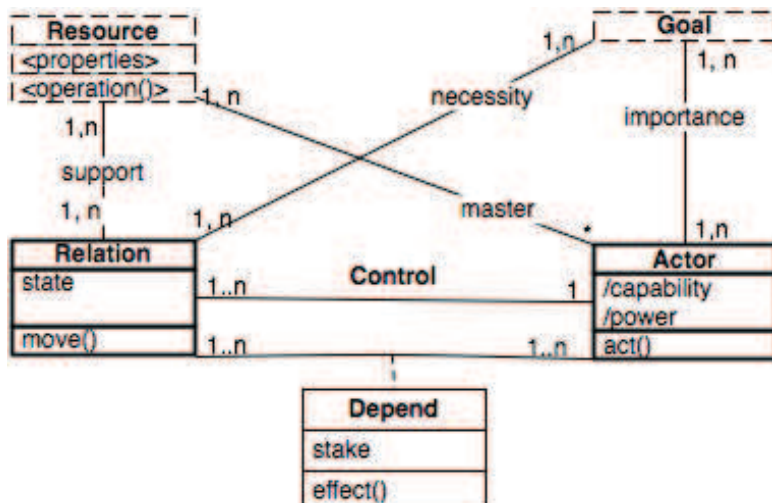 Resource
<properties>
<operation()>
Goal
1,n
1, n
1, n
necessity
importance
1,n
support
1, n
1, n
master
*
1,n
Relation
state
move()
Control
1..n
1
Actor
/capability
/power
act()
1..n
1..n
Depend
stake
effect()